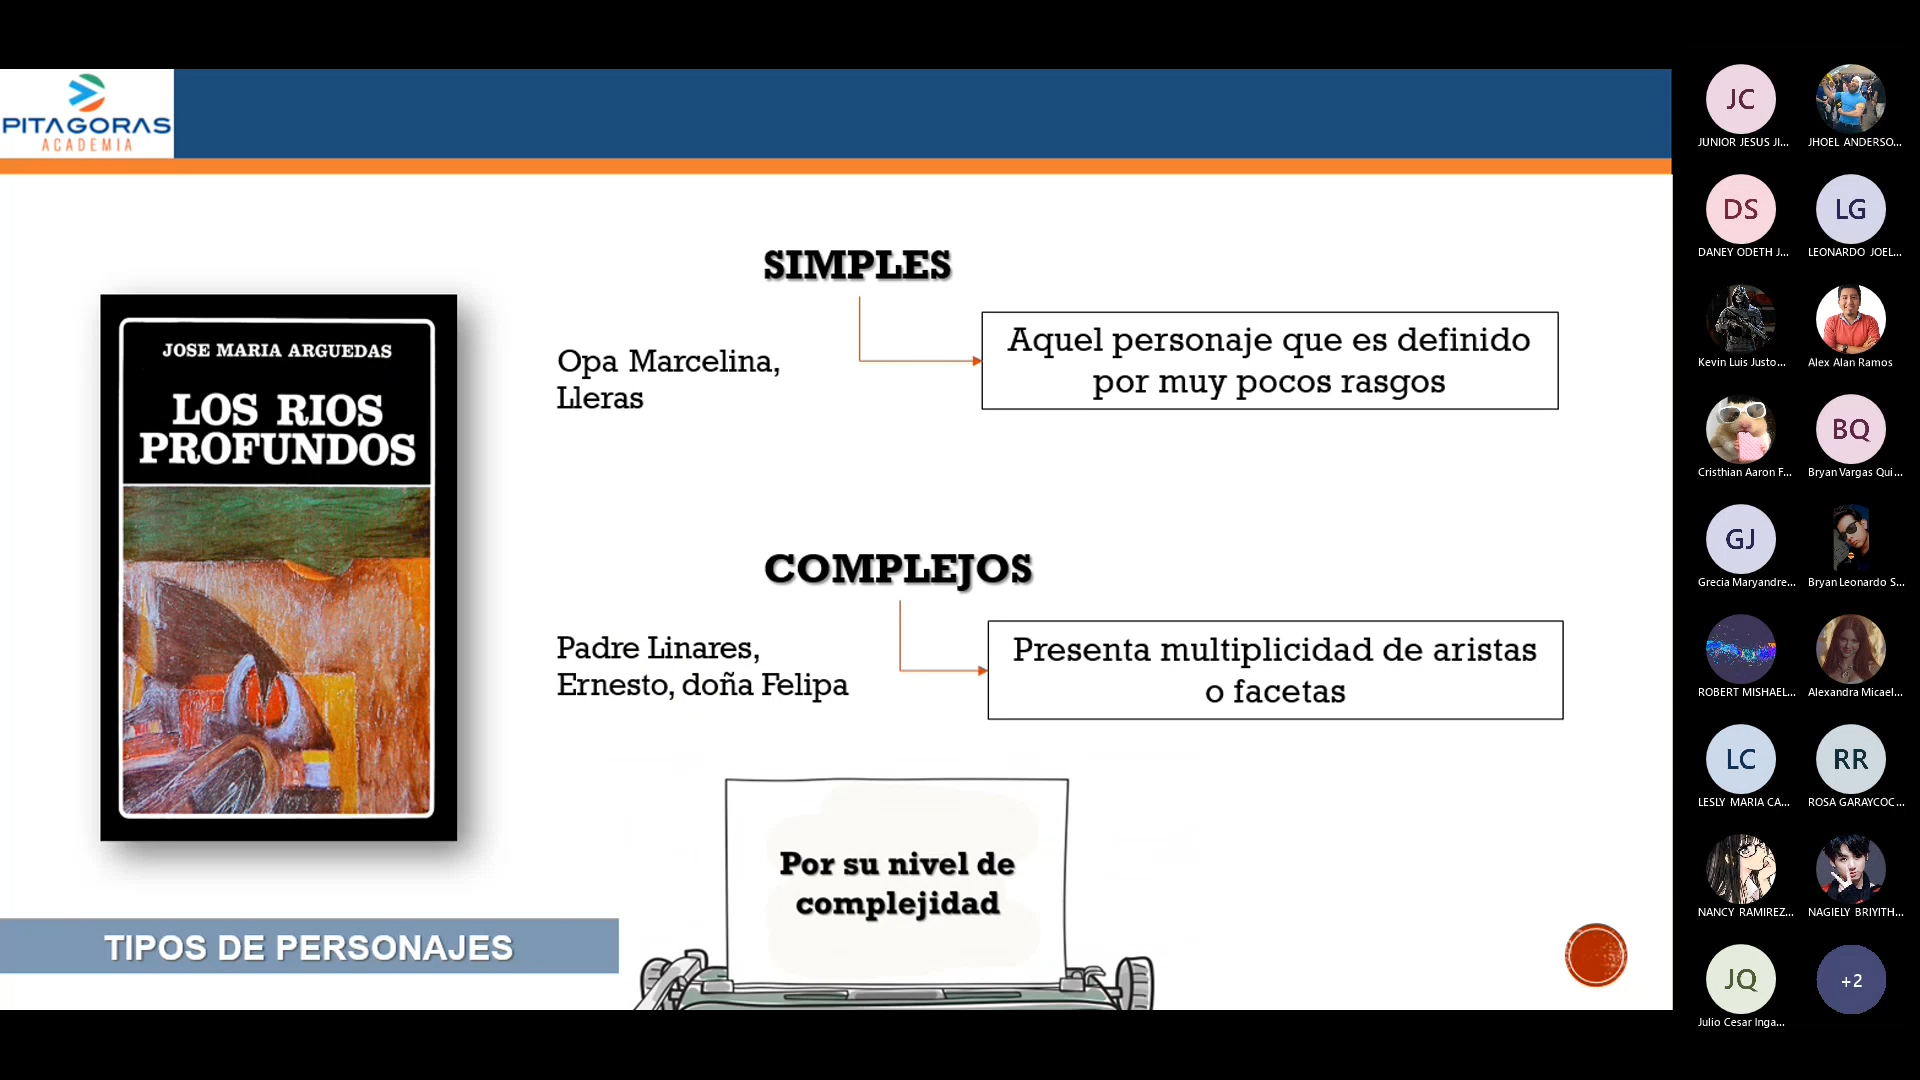 PITAGORAS
ACADEMIA
SIMPLES
JOSE MARIA ARGUEDAS
LOS RIOS
PROFUNDOS
Opa Marcelina,
Lleras
Aquel personaje que es definido
por muy pocos rasgos
COMPLEJOS
Padre Linares,
Ernesto, doña Felipa
Presenta multiplicidad de aristas
o facetas
Por su nivel de
complejidad
TIPOS DE PERSONAJES
JC
JUNIOR JESUS JI...
JHOEL ANDERSO...
DS
DANEY ODETH J...
LG
LEONARDO JOEL...
Kevin Luis Justo...
Alex Alan Ramos
Cristhian Aaron F...
BQ
Bryan Vargas Qui...
GJ
Grecia Maryandre...
Bryan Leonardo S...
ROBERT MISHAEL...
Alexandra Micael...
LC
LESLY MARIA CA...
RR
ROSA GARAYCOC...
NANCY RAMIREZ...
NAGIELY BRIYITH...
JQ
Julio Cesar Inga...
+2